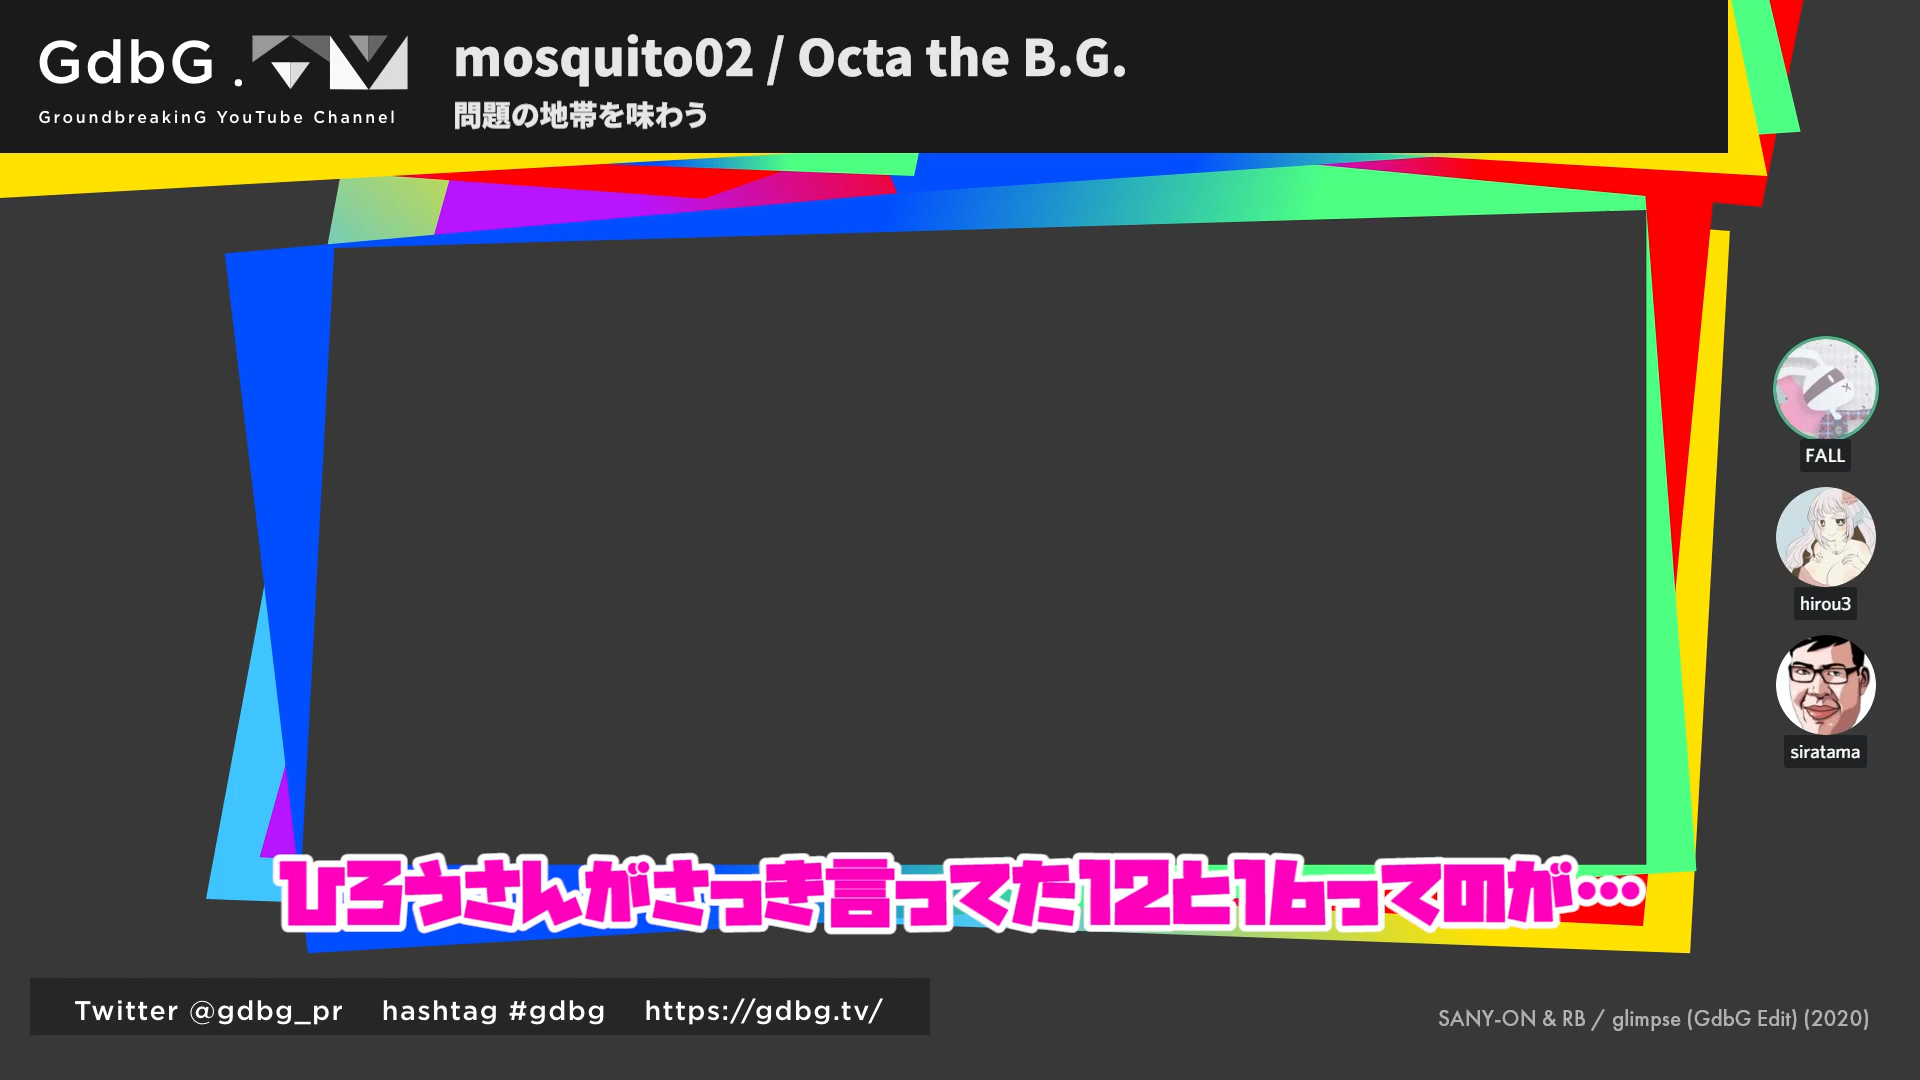 GdbG.TV
GroundbreakinG YouTube Channel
mosquito02 / Octa the B.G.
問題の地帯を味わう
FALL
hirou3
siratama
ひろうさんがさっき言ってた12と16ってのが…
Twitter @gdbg_pr hashtag #gdbg https://gdbg.tv/
SANY-ON & RB / glimpse (GdbG Edit) (2020)